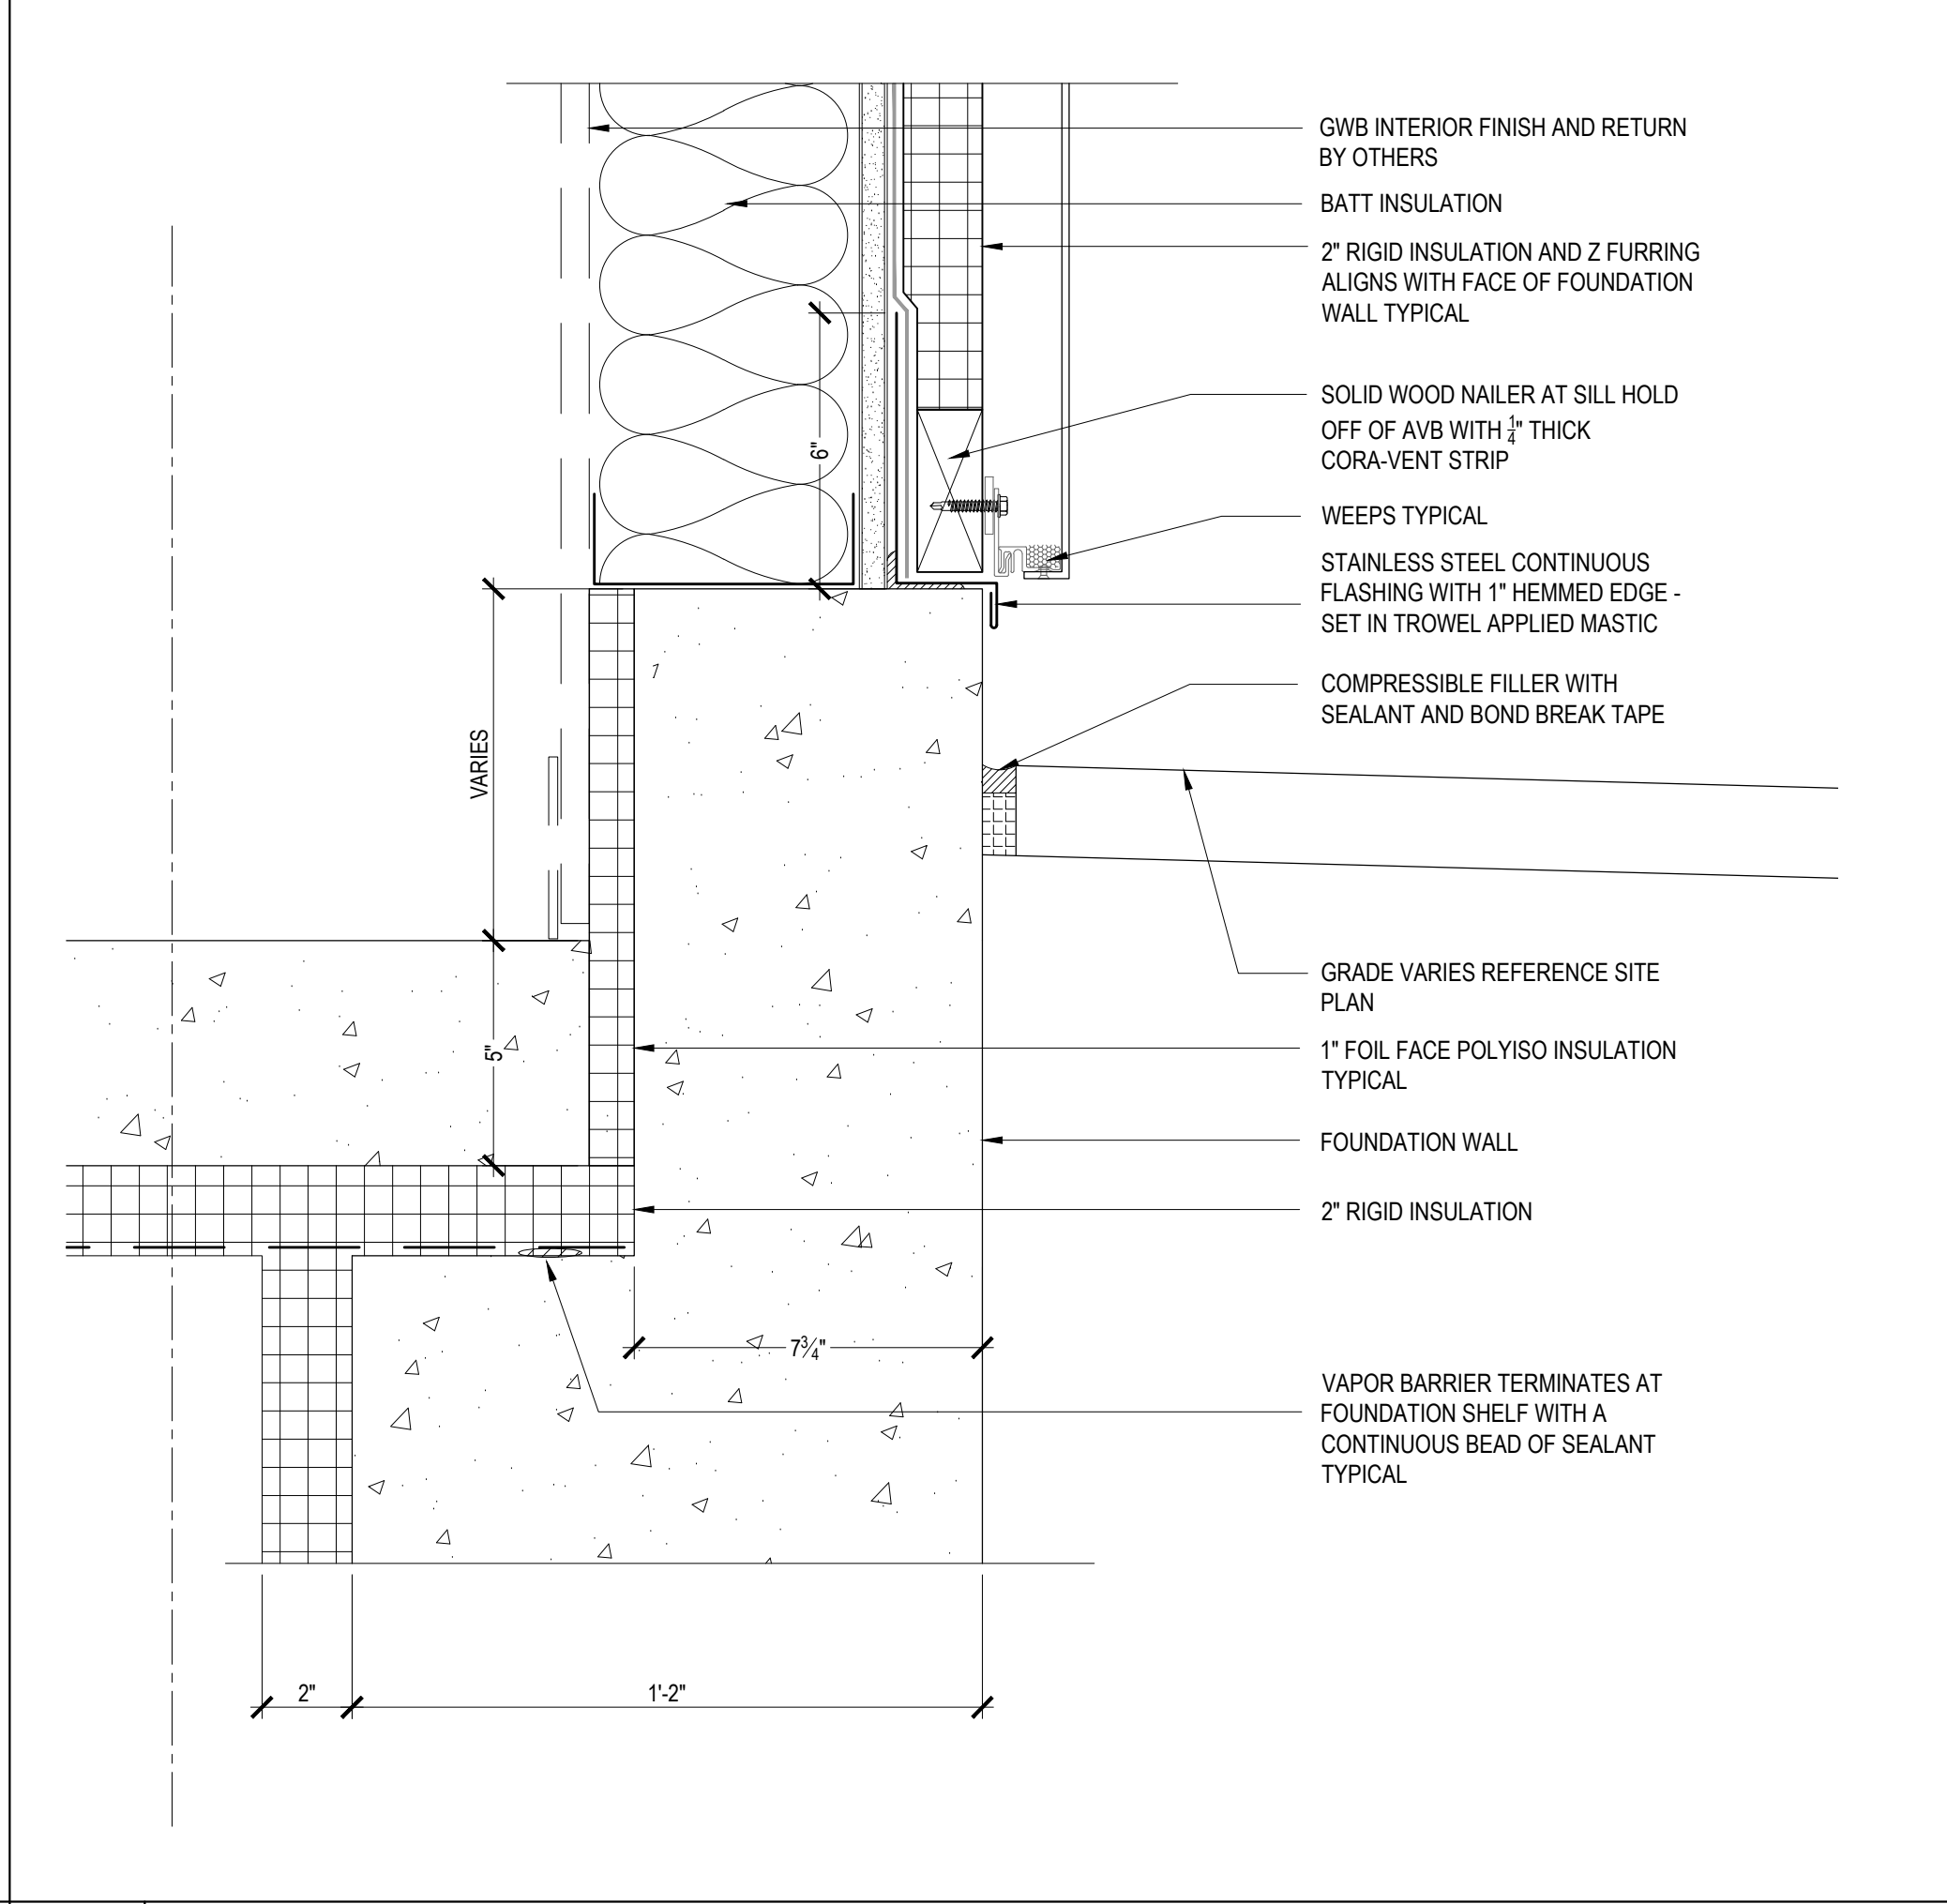 GWB INTERIOR FINISH AND RETURN
BY OTHERS
BATT INSULATION
2" RIGID INSULATION AND Z FURRING
ALIGNS WITH FACE OF FOUNDATION
WALL TYPICAL
SOLID WOOD NAILER AT SILL HOLD
OFF OF AVB WITH 1/4" THICK
CORA-VENT STRIP
6"
WEEPS TYPICAL
STAINLESS STEEL CONTINUOUS
FLASHING WITH 1" HEMMED EDGE -
SET IN TROWEL APPLIED MASTIC
COMPRESSIBLE FILLER WITH
SEALANT AND BOND BREAK TAPE
VARIES
GRADE VARIES REFERENCE SITE
PLAN
5"
1" FOIL FACE POLYISO INSULATION
TYPICAL
FOUNDATION WALL
2" RIGID INSULATION
7 3/4"
VAPOR BARRIER TERMINATES AT
FOUNDATION SHELF WITH A
CONTINUOUS BEAD OF SEALANT
TYPICAL
2"
1'-2"